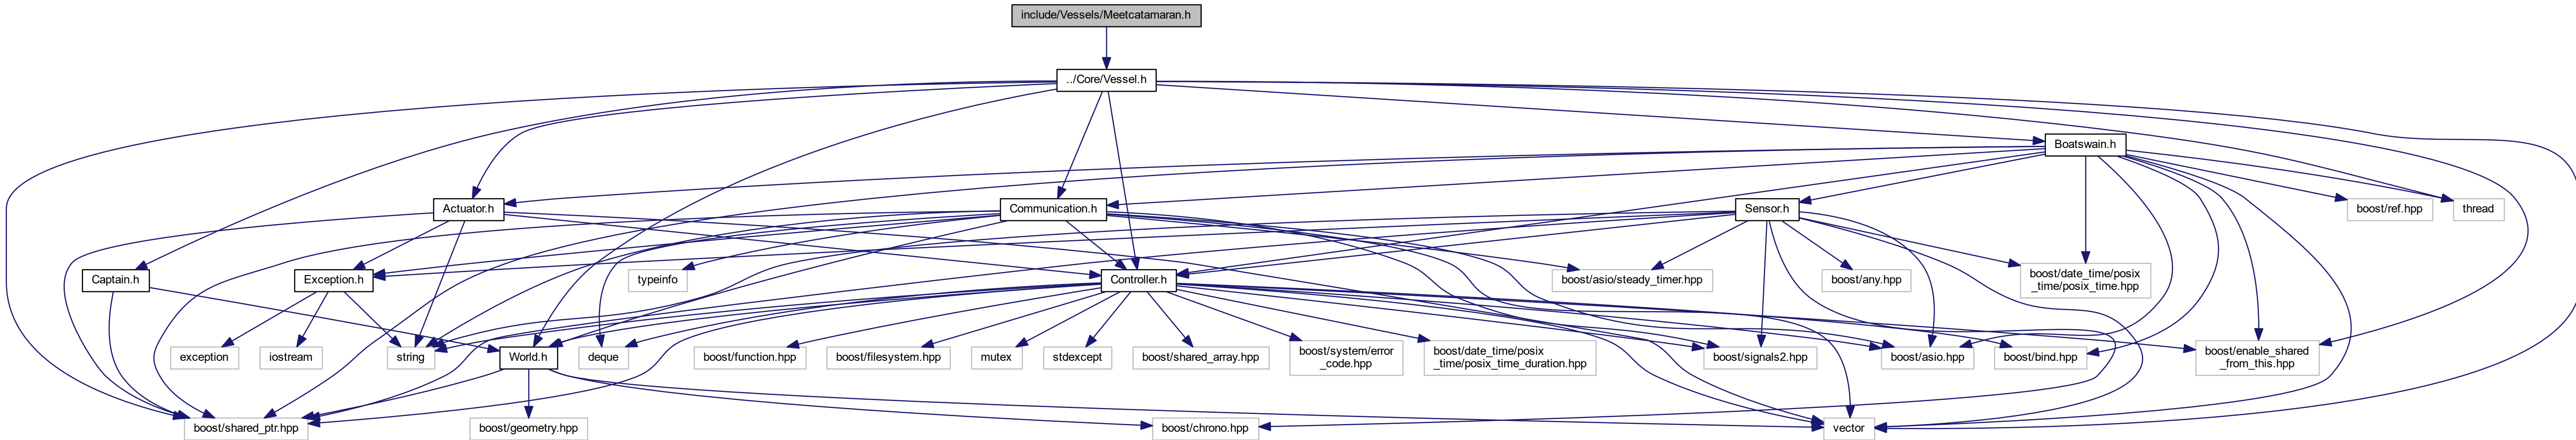 include/Vessels/Meetcatamaran.h
../Core/Vessel.h
Boatswain.h
Actuator.h
Communication.h
Sensor.h
boost/ref.hpp
thread
Captain.h
Exception.h
typeinfo
Controller.h
boost/asio/steady_timer.hpp
boost/any.hpp
boost/date_time/posix
_time/posix_time.hpp
exception
iostream
string
World.h
deque
boost/function.hpp
boost/filesystem.hpp
mutex
stdexcept
boost/shared_array.hpp
boost/system/error
_code.hpp
boost/date_time/posix
_time/posix_time_duration.hpp
boost/signals2.hpp
boost/asio.hpp
boost/bind.hpp
boost/enable_shared
_from_this.hpp
boost/shared_ptr.hpp
boost/geometry.hpp
boost/chrono.hpp
vector